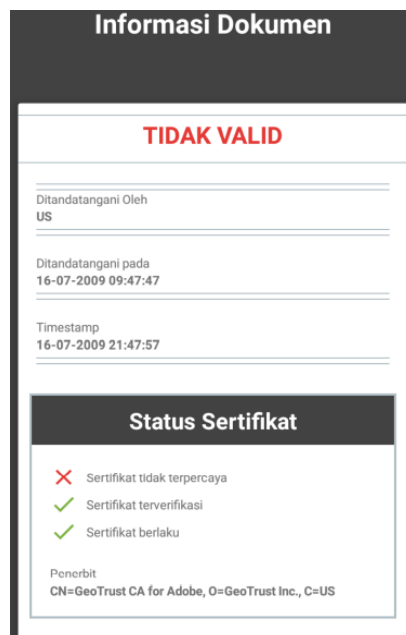 Informasi Dokumen
TIDAK VALID
Ditandatangani Oleh
US
Ditandatangani pada
16-07-2009 09:47:47
Timestamp
16-07-2009 21:47:57
Status Sertifikat
Sertifikat tidak terpercaya
Sertifikat terverifikasi
Sertifikat berlaku
Penerbit
CN=GeoTrust CA for Adobe, O=GeoTrust Inc., C=US